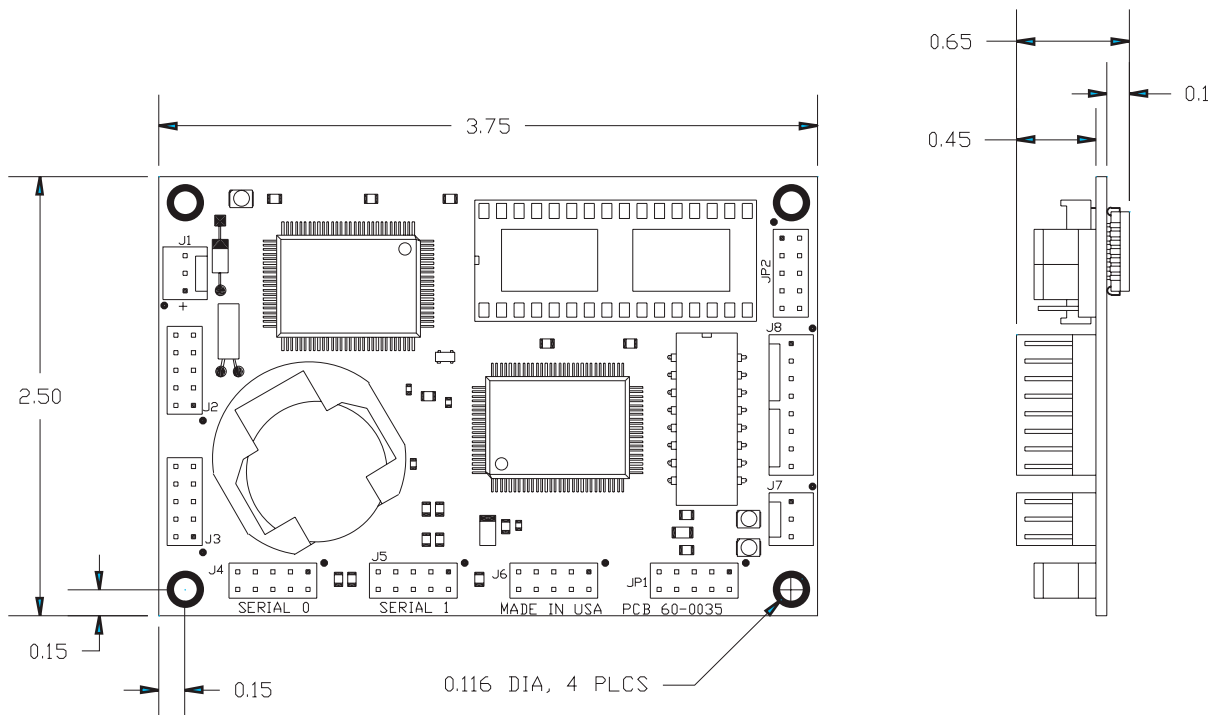 0.65
0.1
3.75
0.45
J1
JP2
+
J8
2.50
J2
J7
J3
J4
J5
J6
JP1
SERIAL 0
SERIAL 1
MADE IN USA
PCB 60-0035
0.15
0.15
0.116 DIA, 4 PLCS